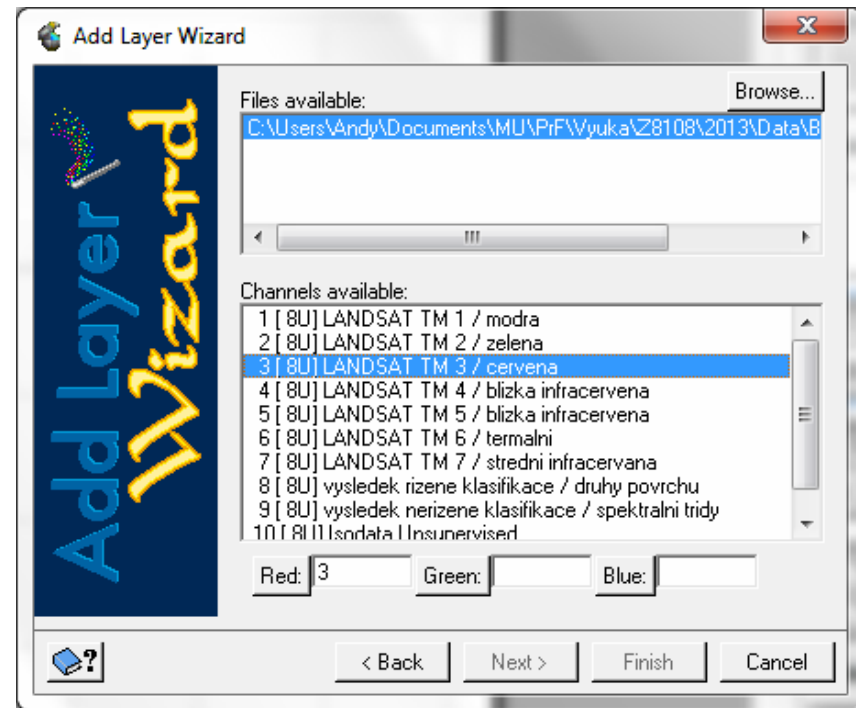 Add Layer Wizard
Add Layer
Wizard
Files available:
Browse...
C:\Users\Andy\Documents\MU\PrF\Vyuka\Z8108\2013\Data\B
Channels available:
1 [ 8U] LANDSAT TM 1 / modra
2 [ 8U] LANDSAT TM 2 / zelena
3 [ 8U] LANDSAT TM 3 / cervena
4 [ 8U] LANDSAT TM 4 / blizka infracervena
5 [ 8U] LANDSAT TM 5 / blizka infracervena
6 [ 8U] LANDSAT TM 6 / termalni
7 [ 8U] LANDSAT TM 7 / stredni infracervana
8 [ 8U] vysledek rizene klasifikace / druhy povrchu
9 [ 8U] vysledek nerizene klasifikace / spektralni tridy
10 [ 8U] Isodata Unsupervised
Red: 3 Green: Blue:
?
< Back Next > Finish Cancel